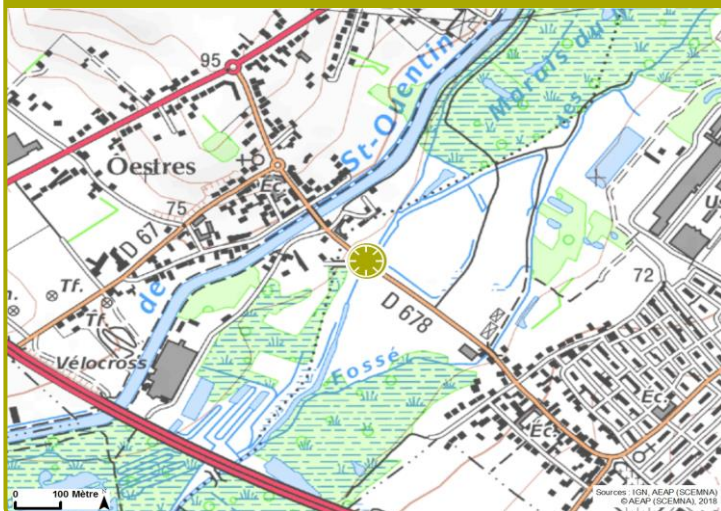 95
Oestres
Éc.
75
D 67
de
St-Quentin
Marais du
des
72
D 678
Fossé
Tf.
Tf.
Vélocross
Éc.
Éc.
0 100 Mètre
Sources : IGN, AEAP (SCEMNA)
© AEAP (SCEMNA), 2018